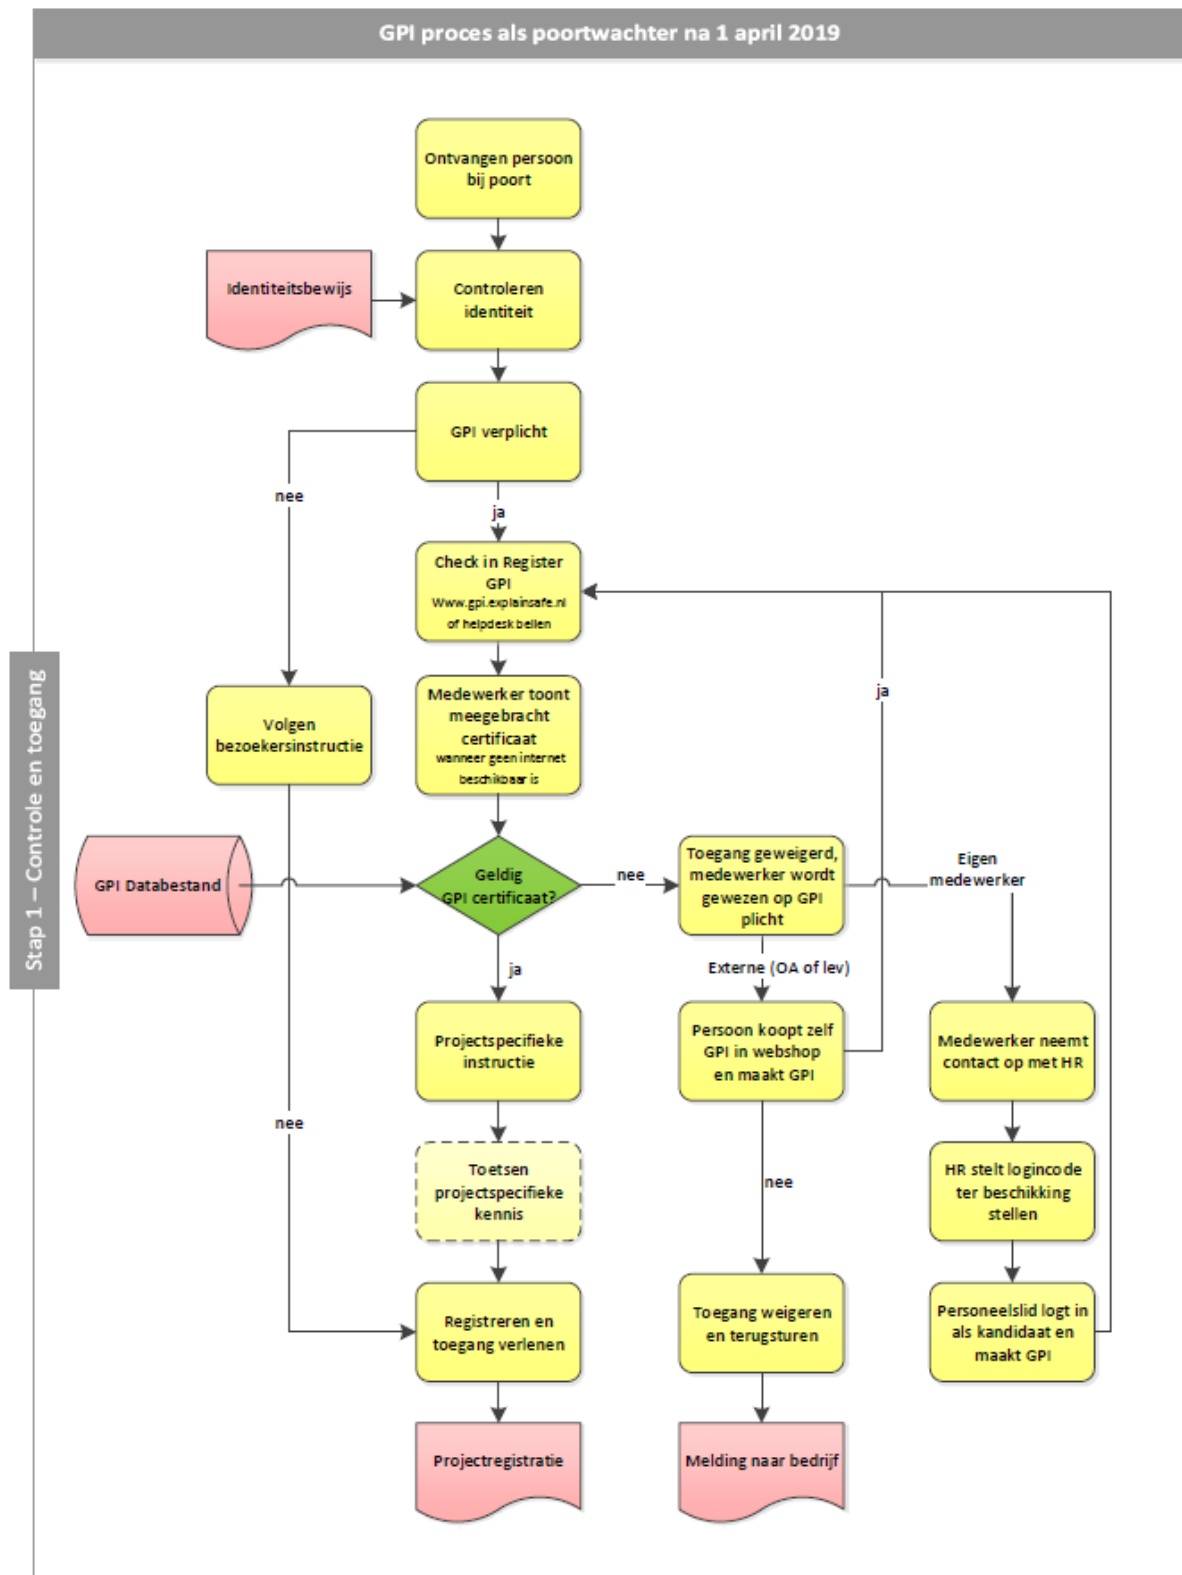 GPI proces als poortwachter na 1 april 2019
Stap 1 – Controle en toegang
Ontvangen persoon
bij poort
Identiteitsbewijs
Controleren
identiteit
GPI verplicht
nee
ja
Check in Register
GPI
Www.gpi.explainsafe.nl
of helpdesk bellen
Medewerker toont
meegebracht
certificaat
wanneer geen internet
beschikbaar is
ja
Volgen
bezoekersinstructie
GPI Databestand
Geldig
GPI certificaat?
nee
Toegang geweigerd,
medewerker wordt
gewezen op GPI
plicht
Eigen
medewerker
ja
Externe (OA of lev)
Projectspecifieke
instructie
Persoon koopt zelf
GPI in webshop
en maakt GPI
Medewerker neemt
contact op met HR
nee
Toetsen
projectspecifieke
kennis
nee
HR stelt logincode
ter beschikking
stellen
Registreren en
toegang verlenen
Toegang weigeren
en terugsturen
Personeelslid logt in
als kandidaat en
maakt GPI
Projectregistratie
Melding naar bedrijf